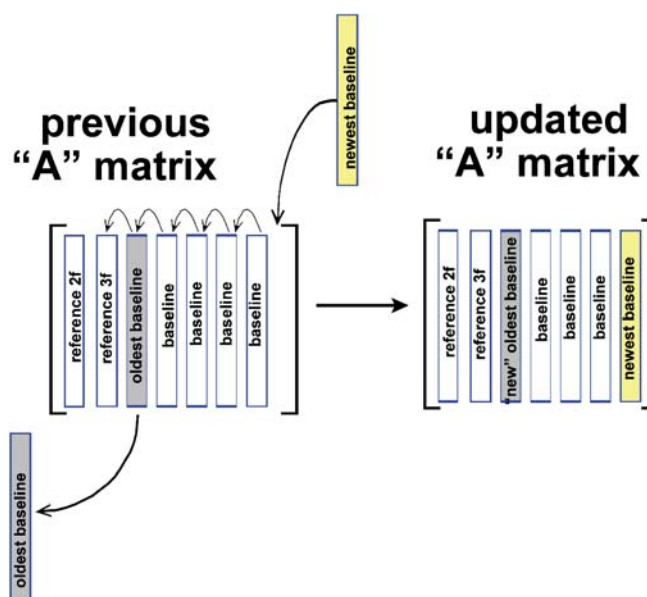 newest baseline
previous
“A” matrix
updated
“A” matrix
reference 2f
reference 3f
oldest baseline
baseline
baseline
baseline
baseline
reference 2f
reference 3f
"new" oldest baseline
baseline
baseline
baseline
newest baseline
oldest baseline